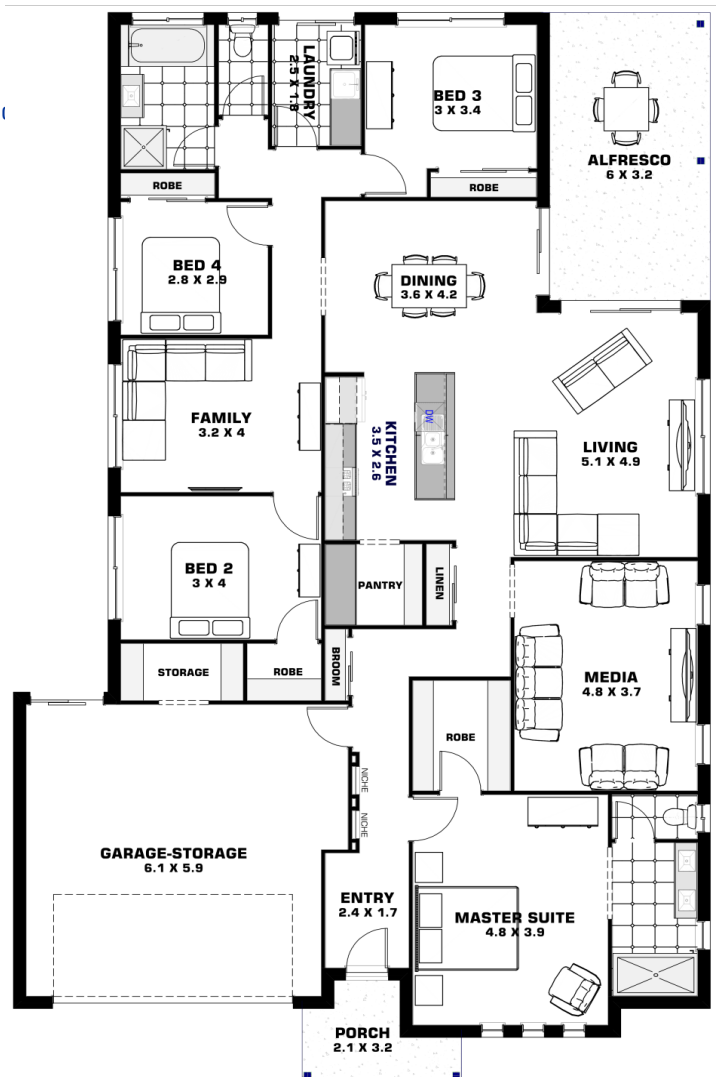 LAUNDRY
2.5 X 1.8
BED 3
3 X 3.4
ALFRESCO
6 X 3.2
ROBE
ROBE
BED 4
2.8 X 2.9
DINING
3.6 X 4.2
FAMILY
3.2 X 4
DW
KITCHEN
3.5 X 2.6
LIVING
5.1 X 4.9
BED 2
3 X 4
PANTRY
LINEN
STORAGE
ROBE
BROOM
MEDIA
4.8 X 3.7
ROBE
NICHE
NICHE
GARAGE-STORAGE
6.1 X 5.9
ENTRY
2.4 X 1.7
MASTER SUITE
4.8 X 3.9
PORCH
2.1 X 3.2